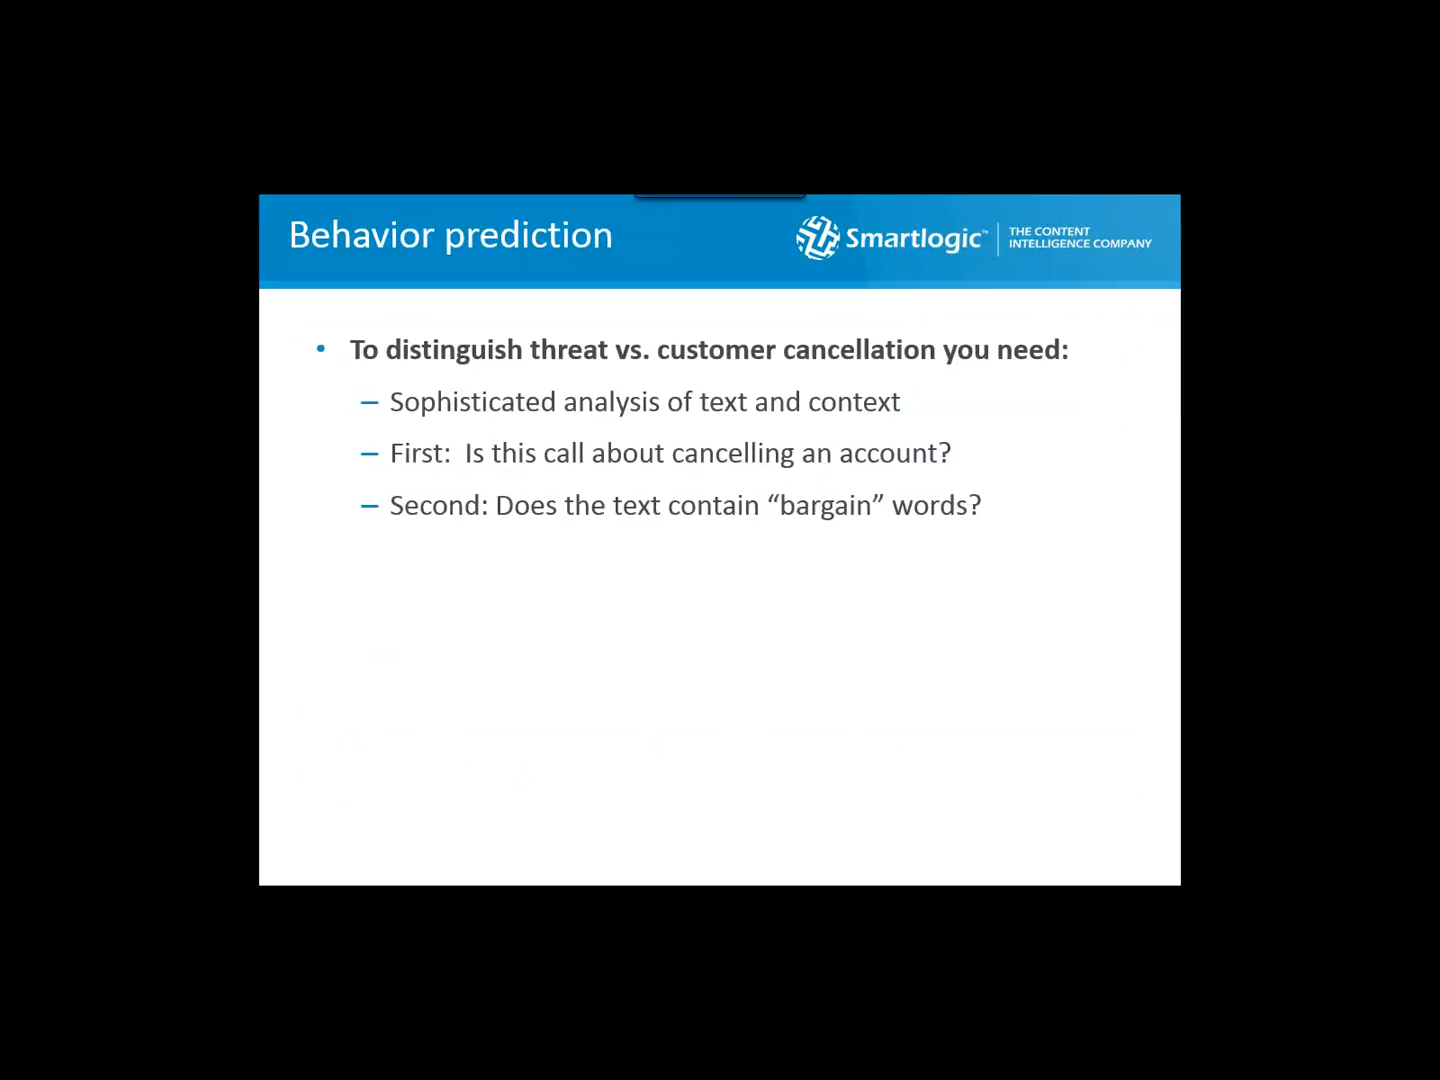 Behavior prediction
Smartlogic™
THE CONTENT
INTELLIGENCE COMPANY
• To distinguish threat vs. customer cancellation you need:
– Sophisticated analysis of text and context
– First:  Is this call about cancelling an account?
– Second: Does the text contain “bargain” words?